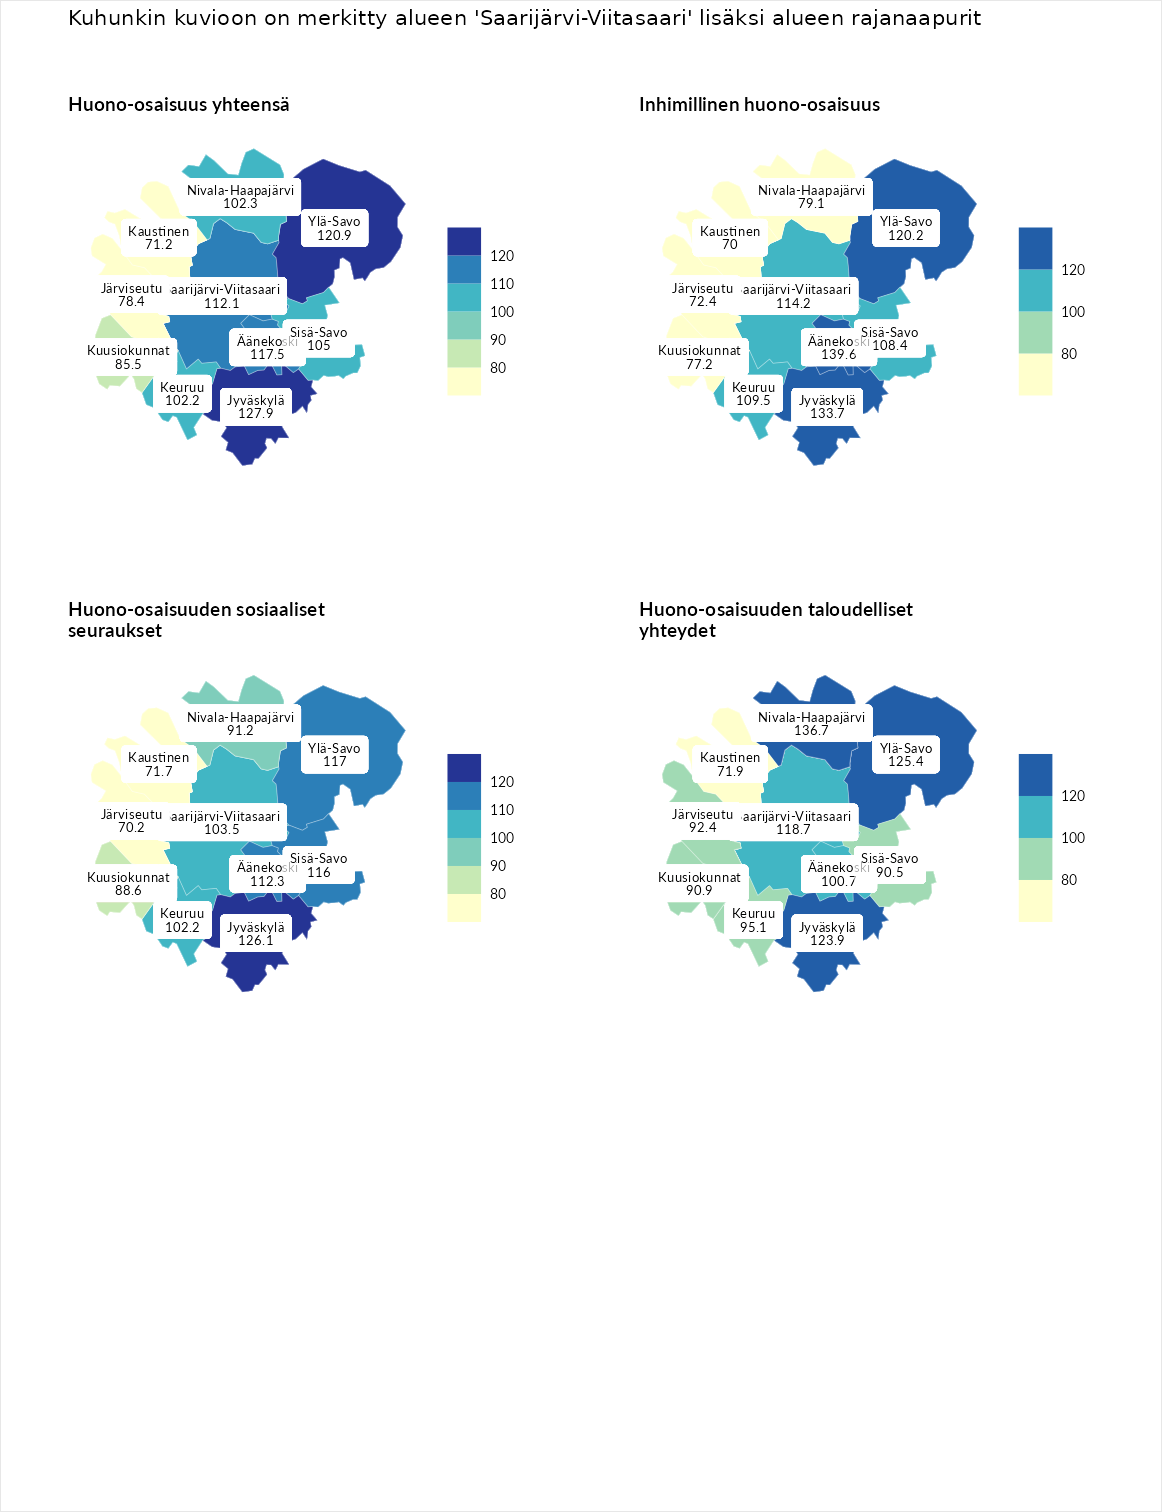 Kuhunkin kuvioon on merkitty alueen 'Saarijärvi-Viitasaari' lisäksi alueen rajanaapurit
Huono-osaisuus yhteensä
Nivala-Haapajärvi
102.3
Ylä-Savo
120.9
Kaustinen
71.2
Järviseutu
78.4
aarijärvi-Viitasaari
112.1
Sisä-Savo
105
Äänekoski
117.5
Kuusiokunnat
85.5
Keuruu
102.2
Jyväskylä
127.9
120
110
100
90
80
Inhimillinen huono-osaisuus
Nivala-Haapajärvi
79.1
Ylä-Savo
120.2
Kaustinen
70
Järviseutu
72.4
aarijärvi-Viitasaari
114.2
Sisä-Savo
108.4
Äänekoski
139.6
Kuusiokunnat
77.2
Keuruu
109.5
Jyväskylä
133.7
120
100
80
Huono-osaisuuden sosiaaliset
seuraukset
Nivala-Haapajärvi
91.2
Ylä-Savo
117
Kaustinen
71.7
Järviseutu
70.2
aarijärvi-Viitasaari
103.5
Sisä-Savo
116
Äänekoski
112.3
Kuusiokunnat
88.6
Keuruu
102.2
Jyväskylä
126.1
120
110
100
90
80
Huono-osaisuuden taloudelliset
yhteydet
Nivala-Haapajärvi
136.7
Ylä-Savo
125.4
Kaustinen
71.9
Järviseutu
92.4
aarijärvi-Viitasaari
118.7
Sisä-Savo
90.5
Äänekoski
100.7
Kuusiokunnat
90.9
Keuruu
95.1
Jyväskylä
123.9
120
100
80